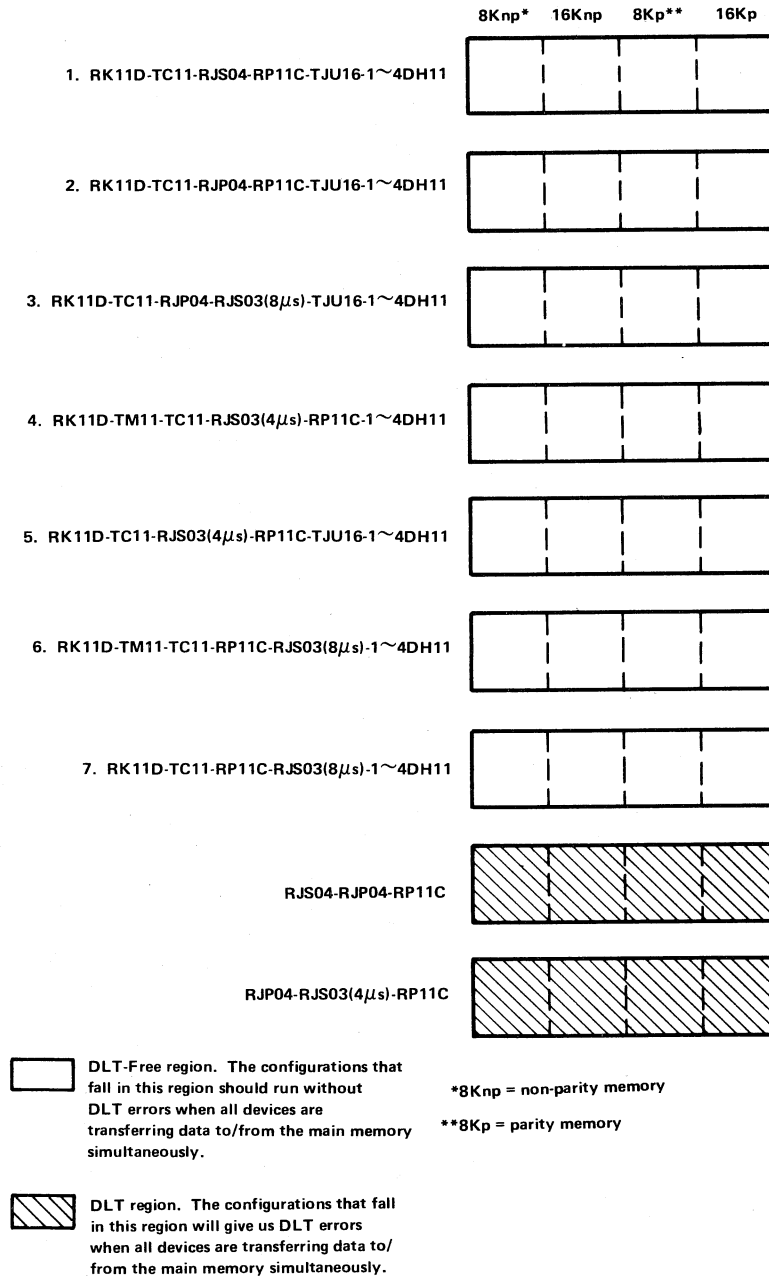 8Knp* 16Knp 8Kp** 16Kp
1. RK11D-TC11-RJS04-RP11C-TJU16-1~4DH11
2. RK11D-TC11-RJP04-RP11C-TJU16-1~4DH11
3. RK11D-TC11-RJP04-RJS03(8μs)-TJU16-1~4DH11
4. RK11D-TM11-TC11-RJS03(4μs)-RP11C-1~4DH11
5. RK11D-TC11-RJS03(4μs)-RP11C-TJU16-1~4DH11
6. RK11D-TM11-TC11-RP11C-RJS03(8μs)-1~4DH11
7. RK11D-TC11-RP11C-RJS03(8μs)-1~4DH11
RJS04-RJP04-RP11C
RJP04-RJS03(4μs)-RP11C
DLT-Free region. The configurations that
fall in this region should run without
DLT errors when all devices are
transferring data to/from the main memory
simultaneously.
*8Knp = non-parity memory
**8Kp = parity memory
DLT region. The configurations that fall
in this region will give us DLT errors
when all devices are transferring data to/
from the main memory simultaneously.